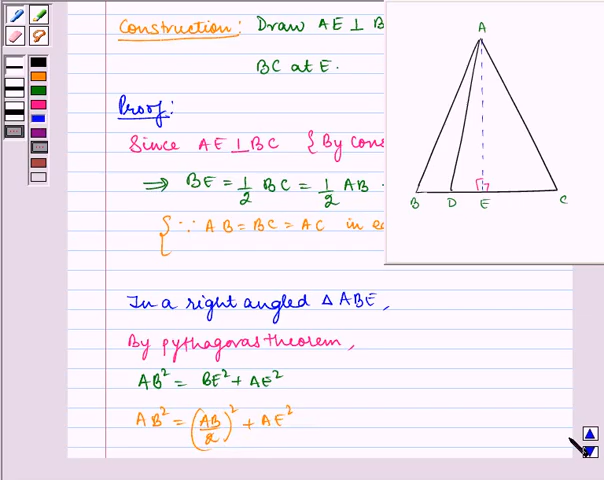 Construction: Draw AE ⊥ B
BC at E.
Proof:
Since AE ⊥ BC {By cons
⇒ BE = 1/2 BC = 1/2 AB
{∵ AB = BC = AC in e
In a right angled Δ ABE,
By pythagoras theorem,
AB² = BE² + AE²
AB² = (AB/2)² + AE²
A
B D E C